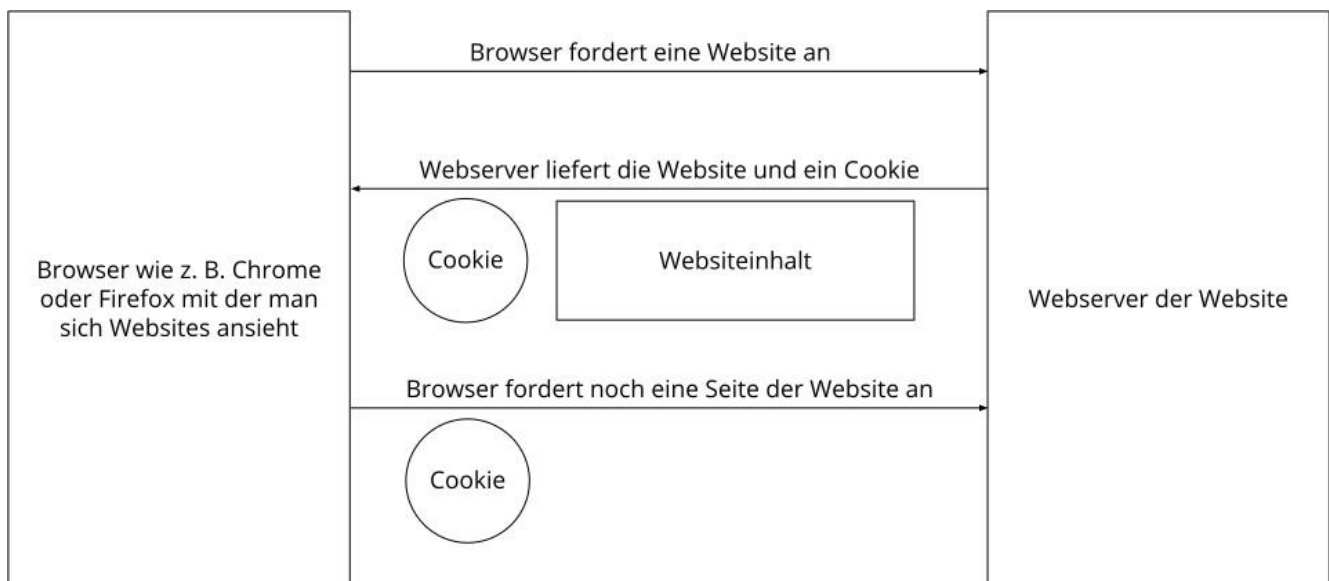 Browser fordert eine Website an
Webserver liefert die Website und ein Cookie
Cookie
Websiteinhalt
Browser wie z. B. Chrome
oder Firefox mit der man
sich Websites ansieht
Webserver der Website
Browser fordert noch eine Seite der Website an
Cookie